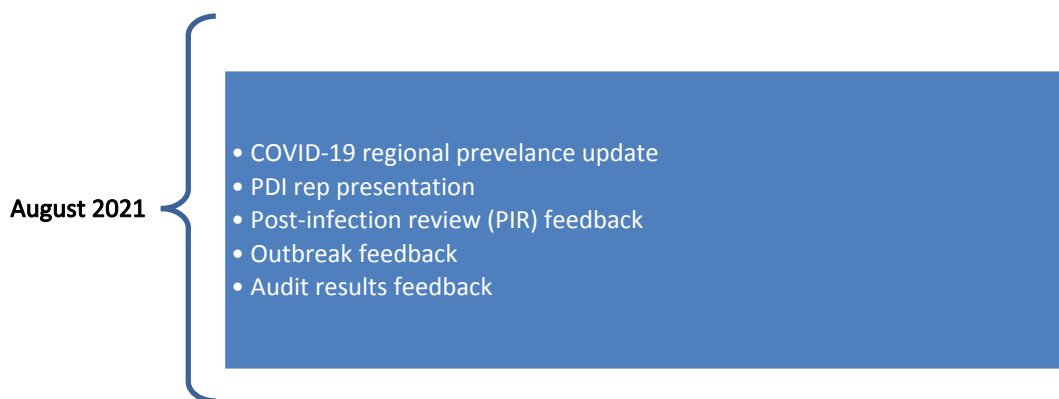 August 2021
• COVID-19 regional prevelance update
• PDI rep presentation
• Post-infection review (PIR) feedback
• Outbreak feedback
• Audit results feedback